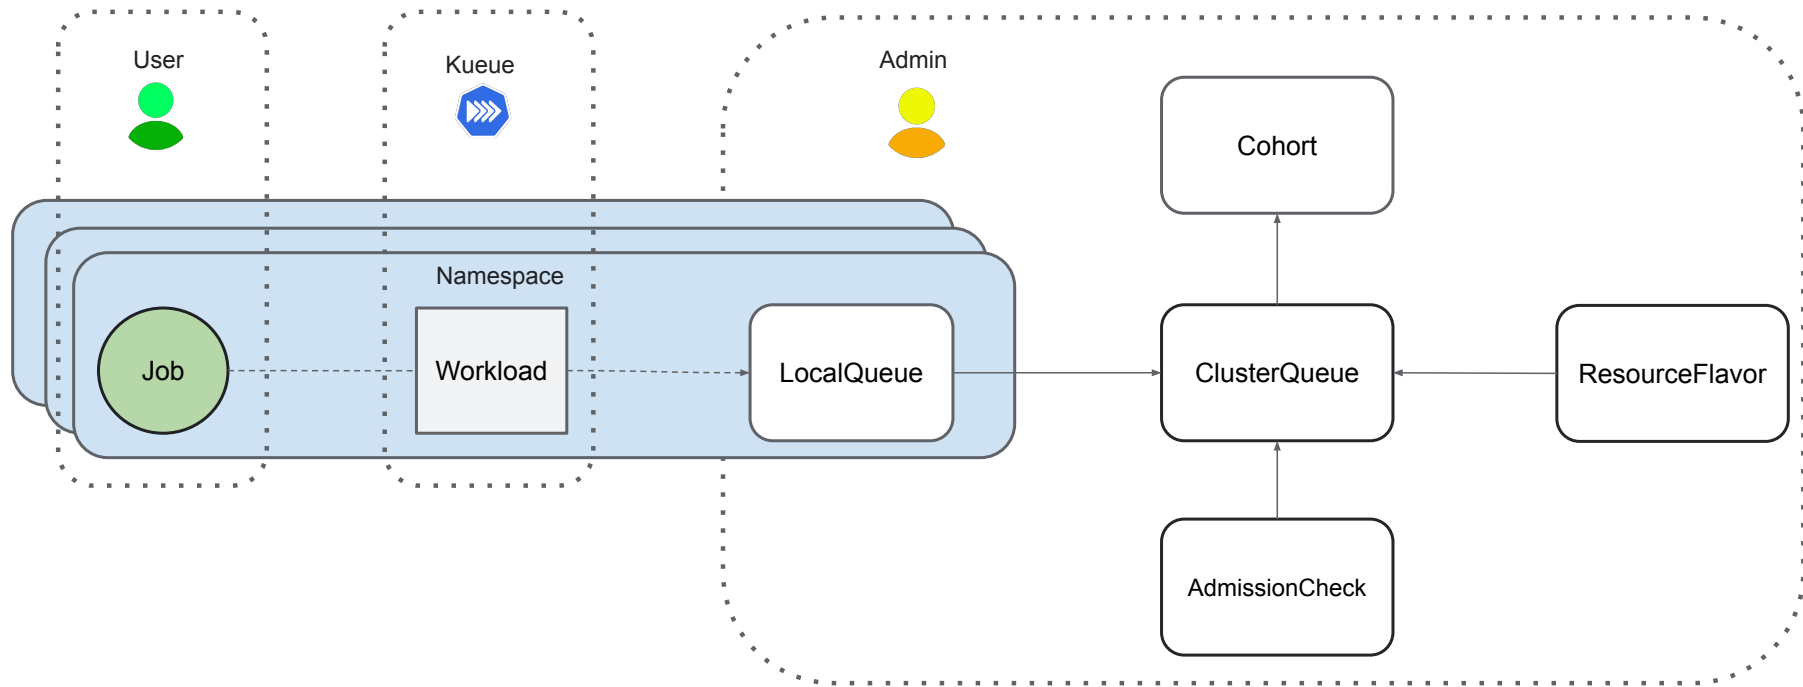 User
Kueue
Admin
Cohort
Namespace
Job
Workload
LocalQueue
ClusterQueue
ResourceFlavor
AdmissionCheck